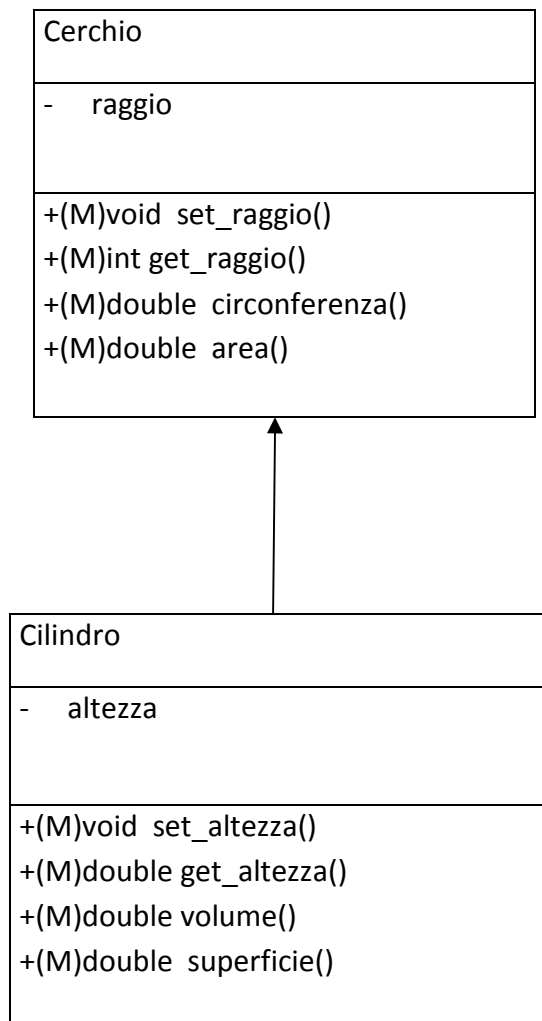 Cerchio
- raggio
+(M)void set_raggio()
+(M)int get_raggio()
+(M)double circonferenza()
+(M)double area()
Cilindro
- altezza
+(M)void set_altezza()
+(M)double get_altezza()
+(M)double volume()
+(M)double superficie()